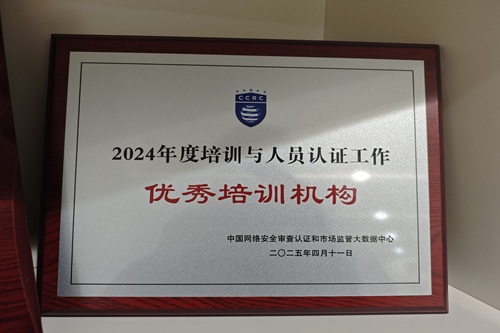 CCRC
2024年度培训与人员认证工作
优秀培训机构
中国网络安全审查认证和市场监管大数据中心
二〇二五年四月十一日